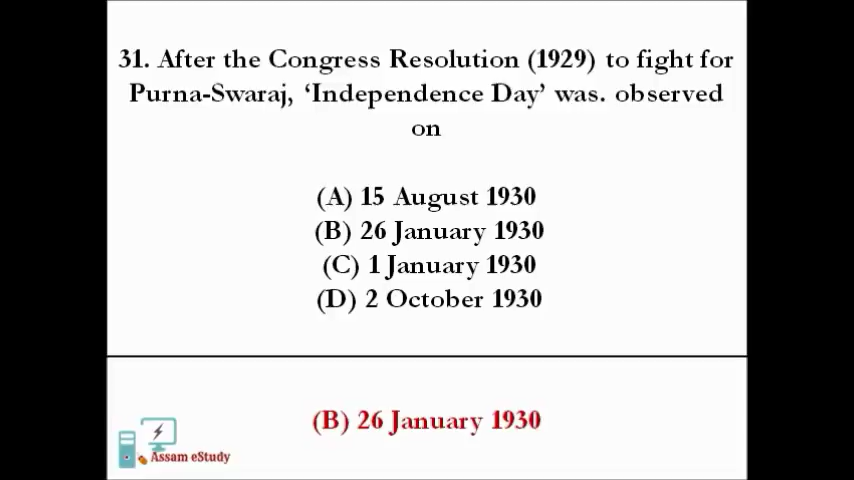 31. After the Congress Resolution (1929) to fight for
Purna-Swaraj, ‘Independence Day’ was. observed
on
(A) 15 August 1930
(B) 26 January 1930
(C) 1 January 1930
(D) 2 October 1930
(B) 26 January 1930
Assam eStudy